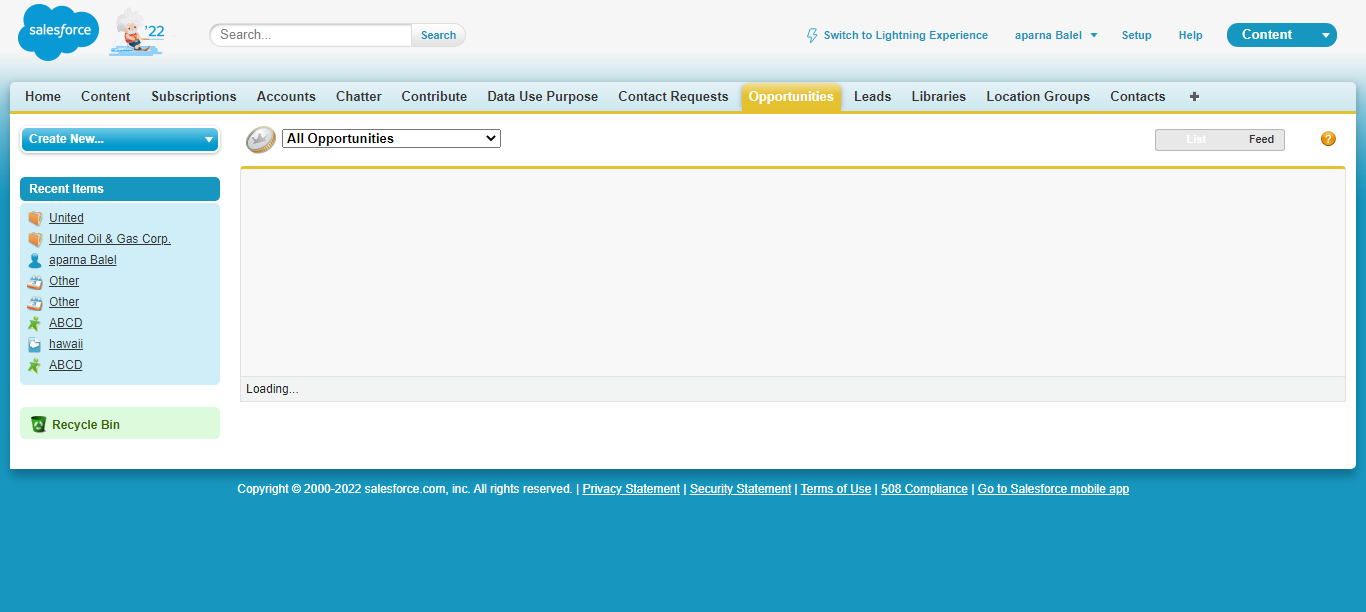 salesforce '22 Search... Search Switch to Lightning Experience aparna Balel Setup Help Content
Home Content Subscriptions Accounts Chatter Contribute Data Use Purpose Contact Requests Opportunities Leads Libraries Location Groups Contacts
Create New... All Opportunities List Feed ?
Recent Items
United
United Oil & Gas Corp.
aparna Balel
Other
Other
ABCD
hawaii
ABCD
Loading...
Recycle Bin
Copyright © 2000-2022 salesforce.com, inc. All rights reserved. | Privacy Statement | Security Statement | Terms of Use | 508 Compliance | Go to Salesforce mobile app